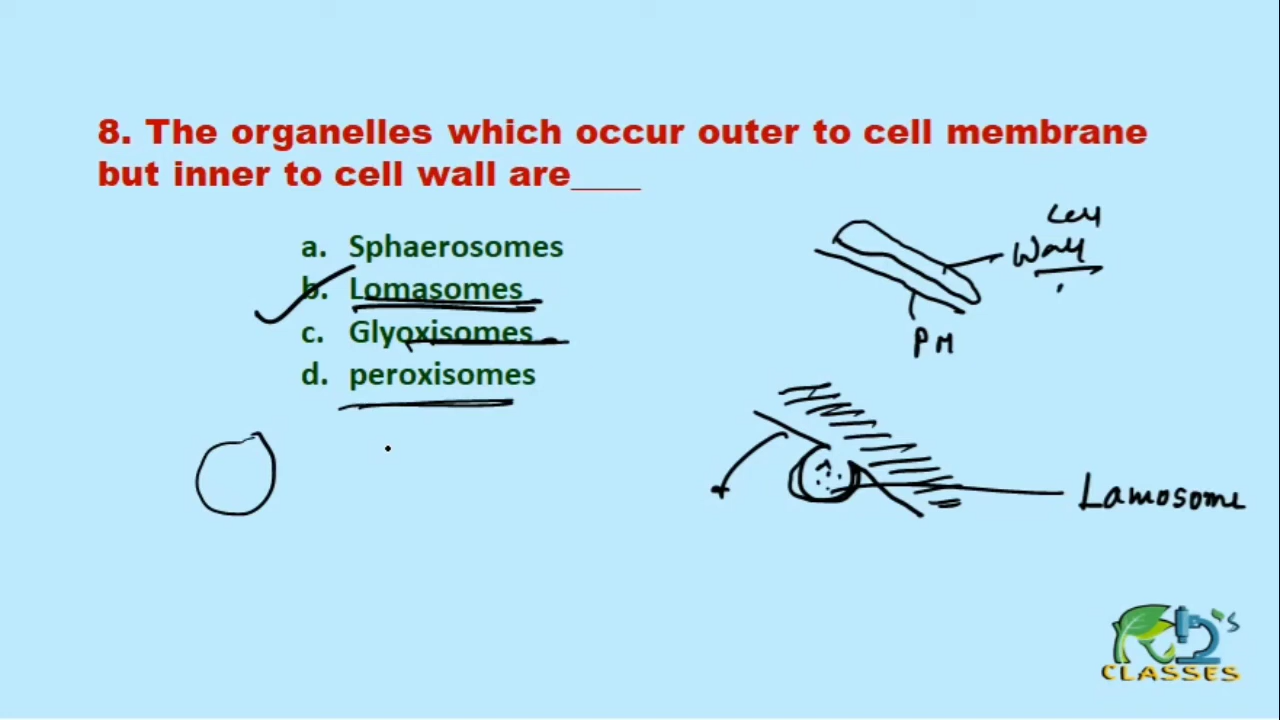 8. The organelles which occur outer to cell membrane
but inner to cell wall are____
a. Sphaerosomes
b. Lomasomes
c. Glyoxisomes
d. peroxisomes
Cell
Wall
PM
Lamosome
RD's
CLASSES